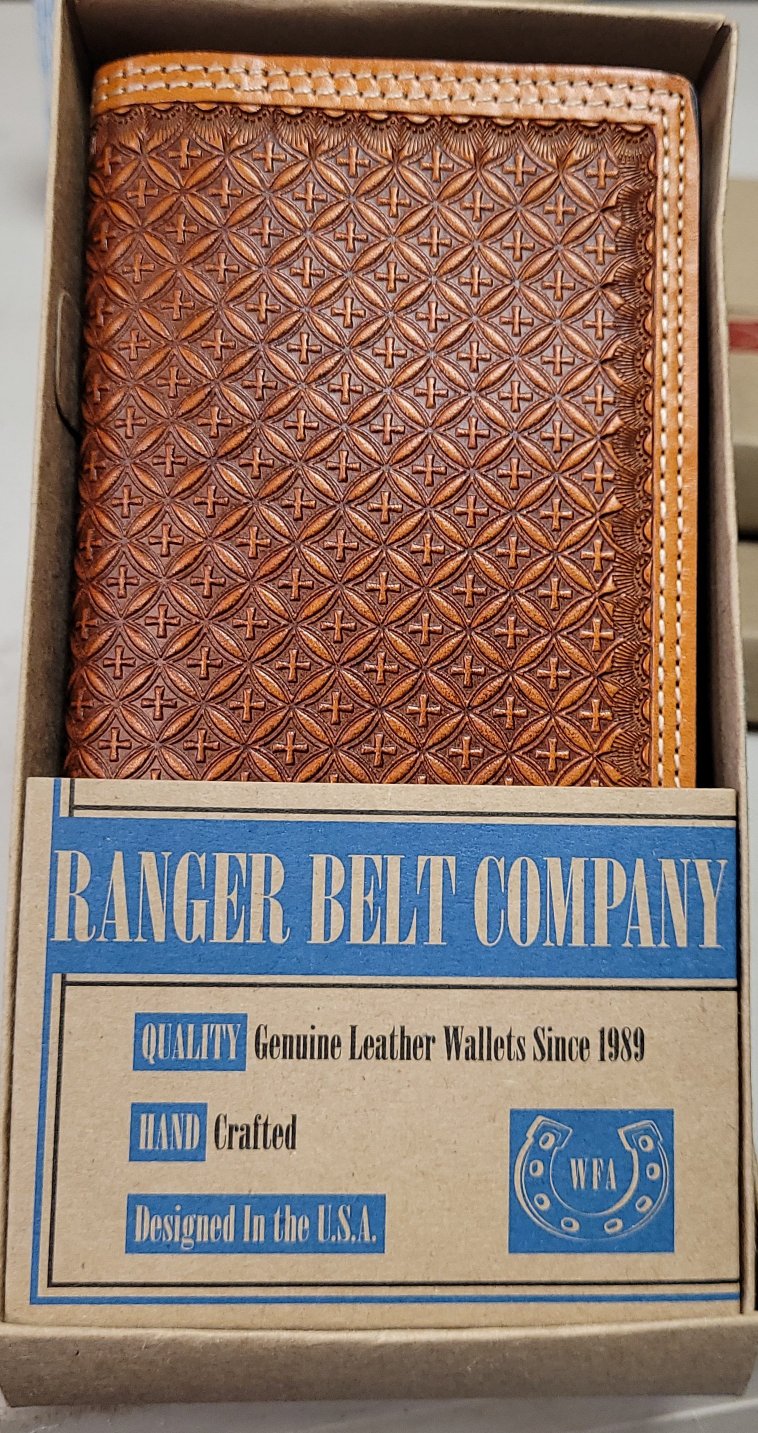 RANGER BELT COMPANY
QUALITY Genuine Leather Wallets Since 1989
HAND Crafted
WFA
Designed In the U.S.A.